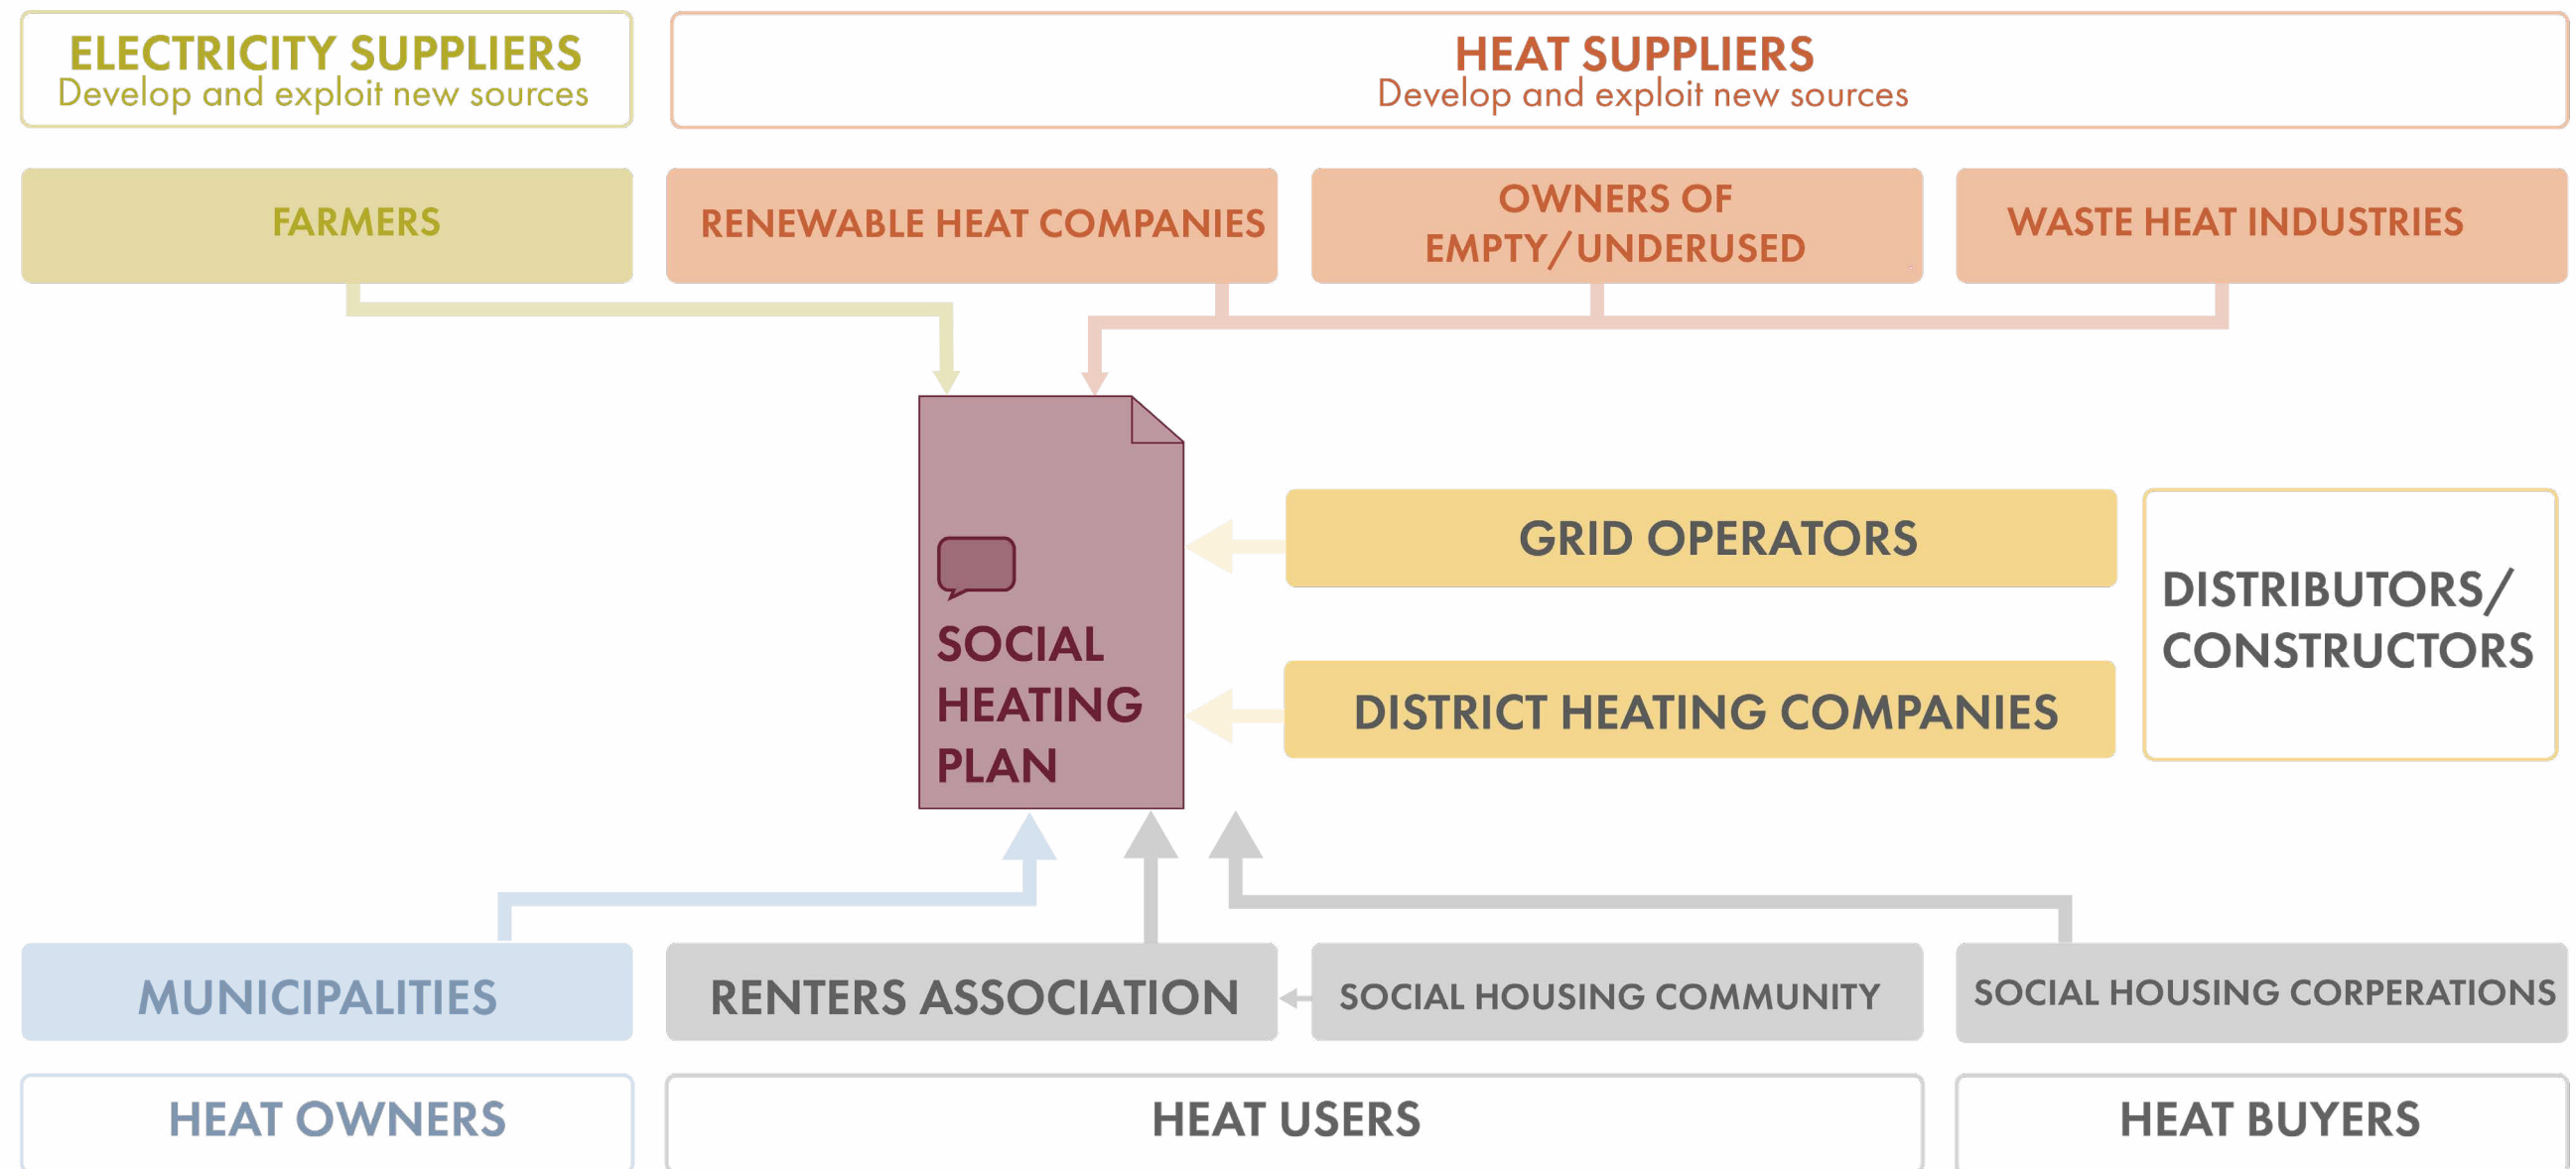 ELECTRICITY SUPPLIERS
Develop and exploit new sources
HEAT SUPPLIERS
Develop and exploit new sources
FARMERS
RENEWABLE HEAT COMPANIES
OWNERS OF
EMPTY/UNDERUSED
WASTE HEAT INDUSTRIES
SOCIAL
HEATING
PLAN
GRID OPERATORS
DISTRICT HEATING COMPANIES
DISTRIBUTORS/
CONSTRUCTORS
MUNICIPALITIES
RENTERS ASSOCIATION
SOCIAL HOUSING COMMUNITY
SOCIAL HOUSING CORPERATIONS
HEAT OWNERS
HEAT USERS
HEAT BUYERS